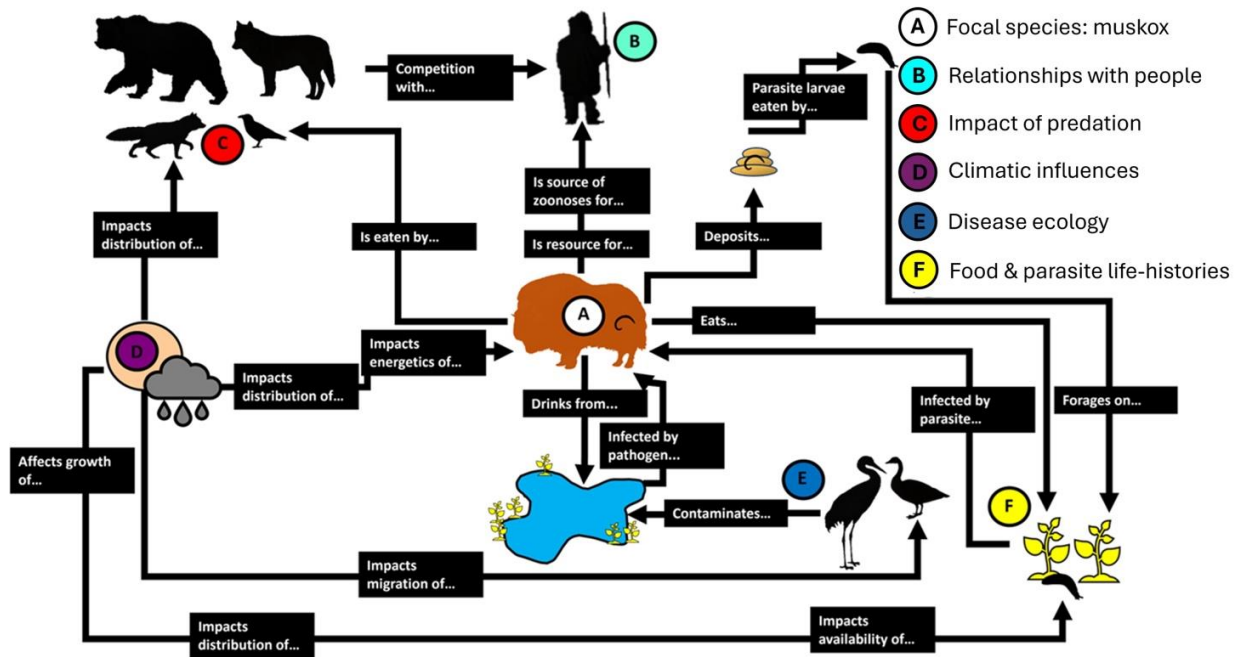 A Focal species: muskox
B Relationships with people
C Impact of predation
D Climatic influences
E Disease ecology
F Food & parasite life-histories
B
Competition
with...
Parasite larvae
eaten by...
C
Is source of
zoonoses for...
Impacts
distribution of...
Is eaten by...
Is resource for...
Deposits...
A
Eats...
D
Impacts
energetics of...
Impacts
distribution of...
Drinks from...
Infected by
parasite...
Forages on...
Infected by
pathogen...
Affects growth
of...
E
Contaminates...
F
Impacts
migration of...
Impacts
distribution of...
Impacts
availability of...